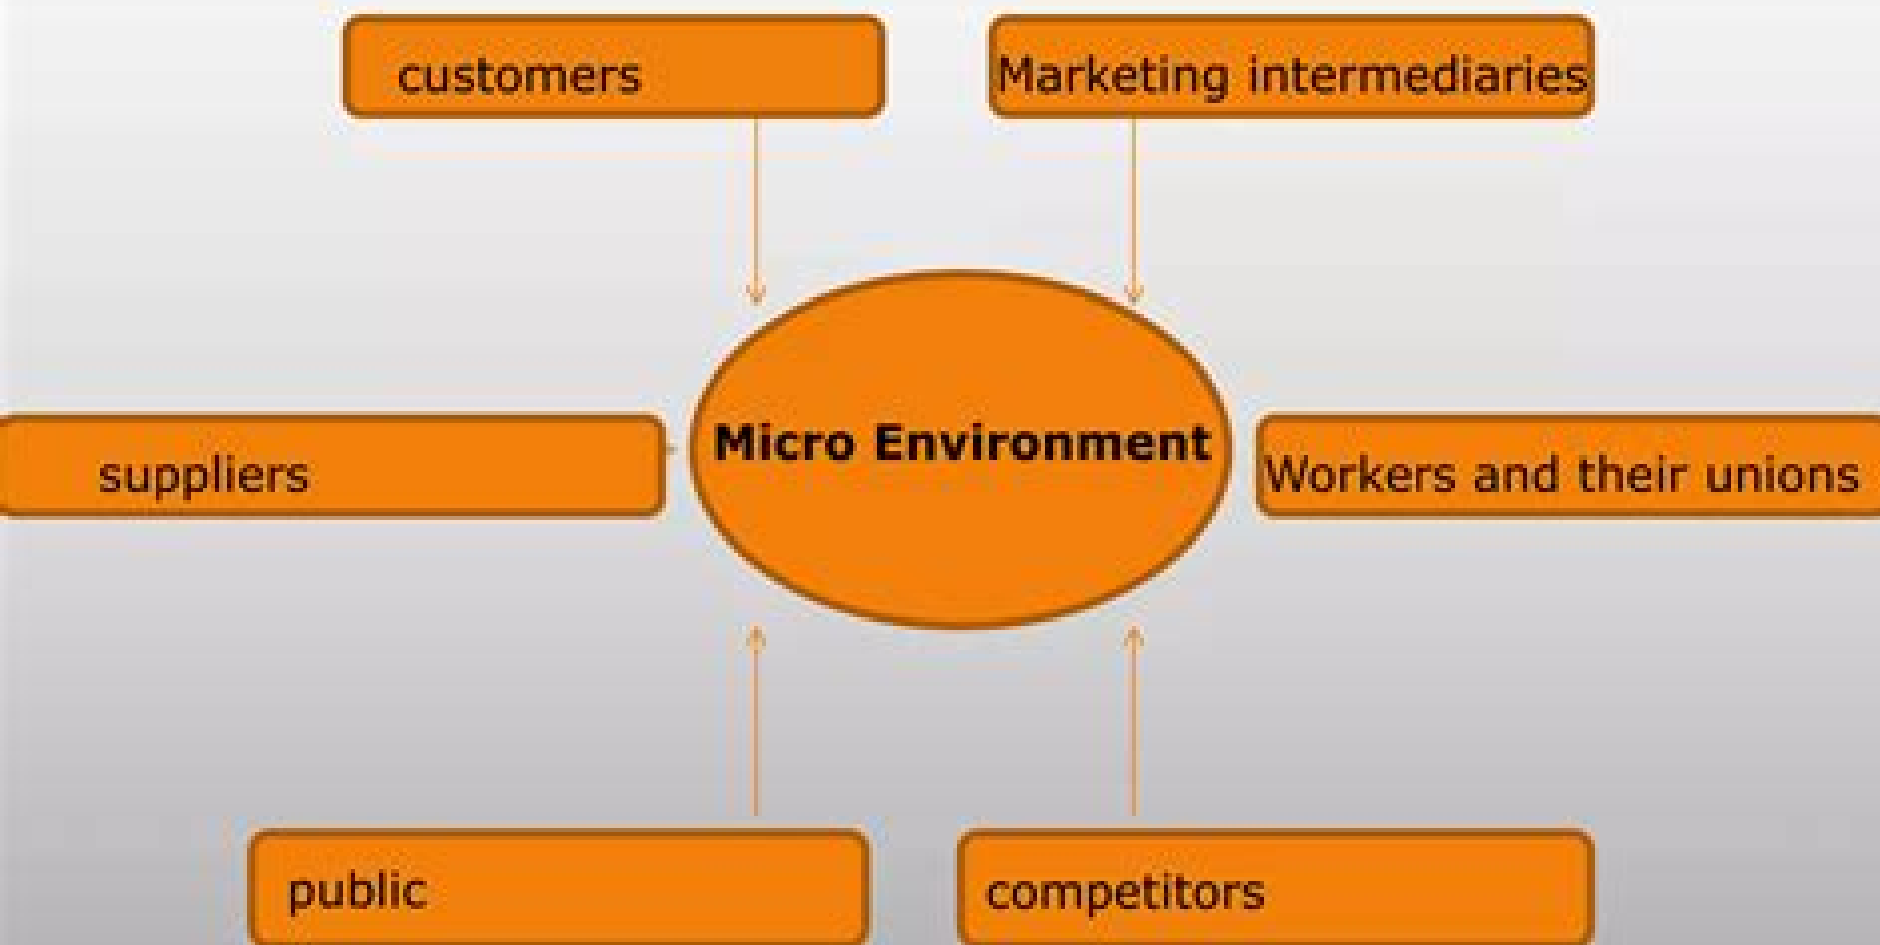 customers
Marketing intermediaries
Micro Environment
suppliers
Workers and their unions
public
competitors